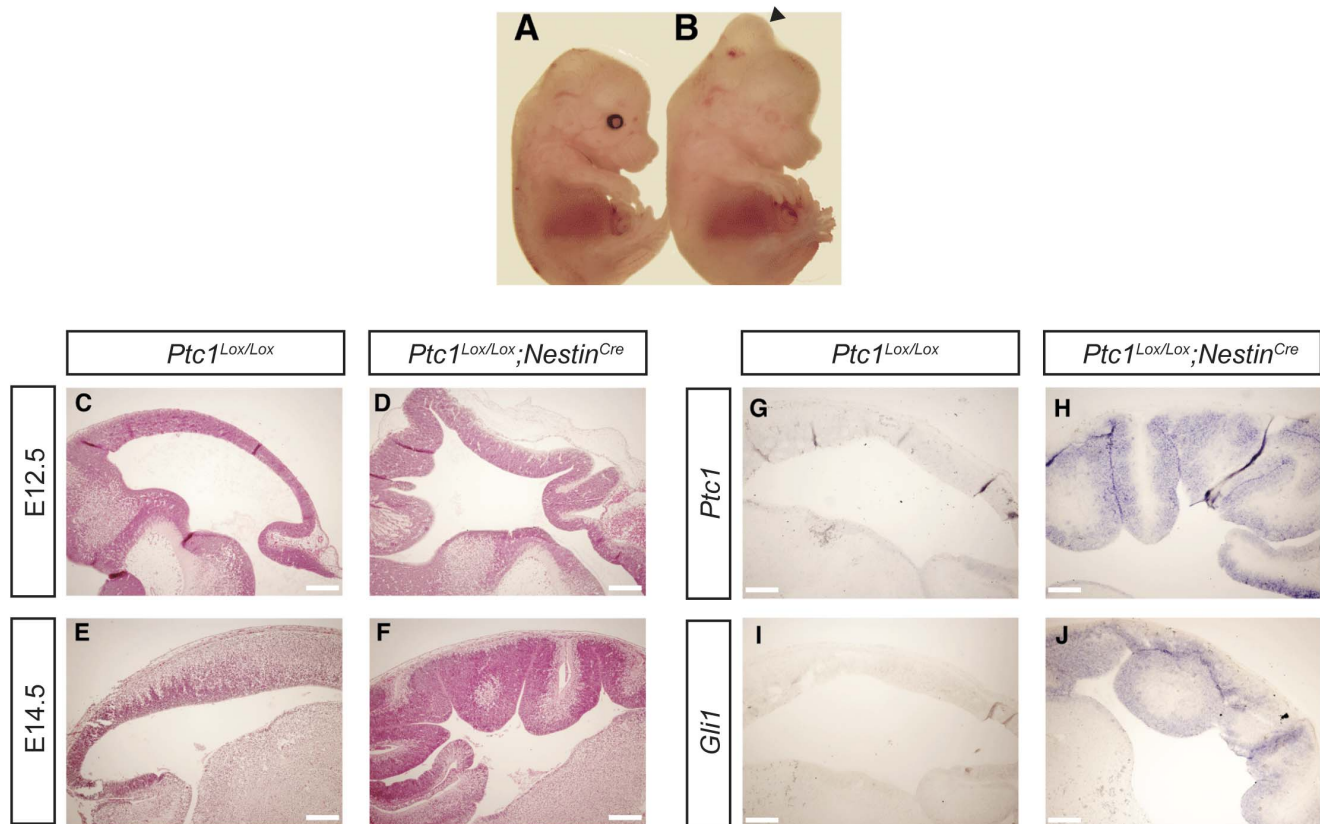 A B
Ptc1Lox/Lox Ptc1Lox/Lox;NestinCre Ptc1Lox/Lox Ptc1Lox/Lox;NestinCre
E12.5 C D Ptc1 G H
E14.5 E F Gli1 I J